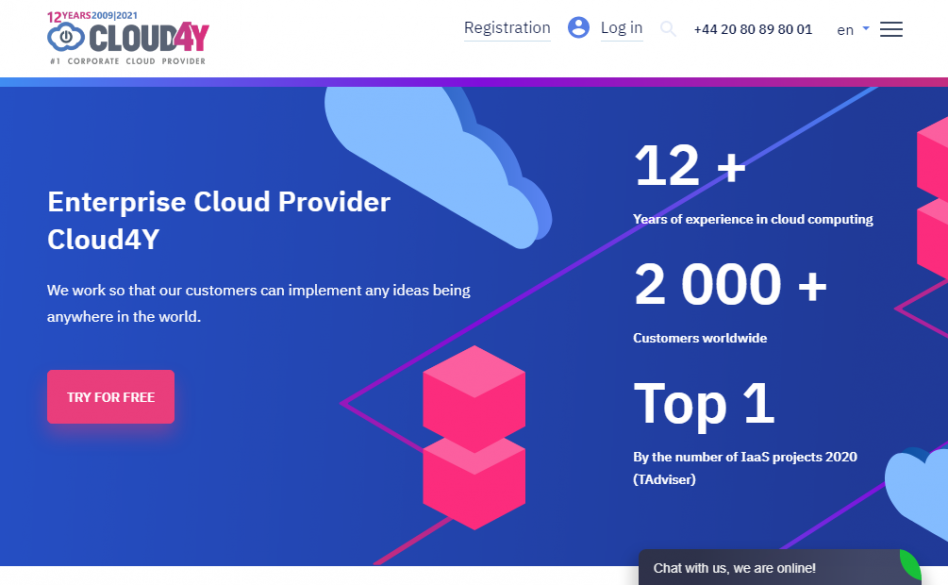 12YEARS2009|2021
CLOUD4Y
#1 CORPORATE CLOUD PROVIDER
Registration
Log in
+44 20 80 89 80 01
en
Enterprise Cloud Provider
Cloud4Y
We work so that our customers can implement any ideas being
anywhere in the world.
TRY FOR FREE
12 +
Years of experience in cloud computing
2 000 +
Customers worldwide
Top 1
By the number of IaaS projects 2020
(TAdviser)
Chat with us, we are online!